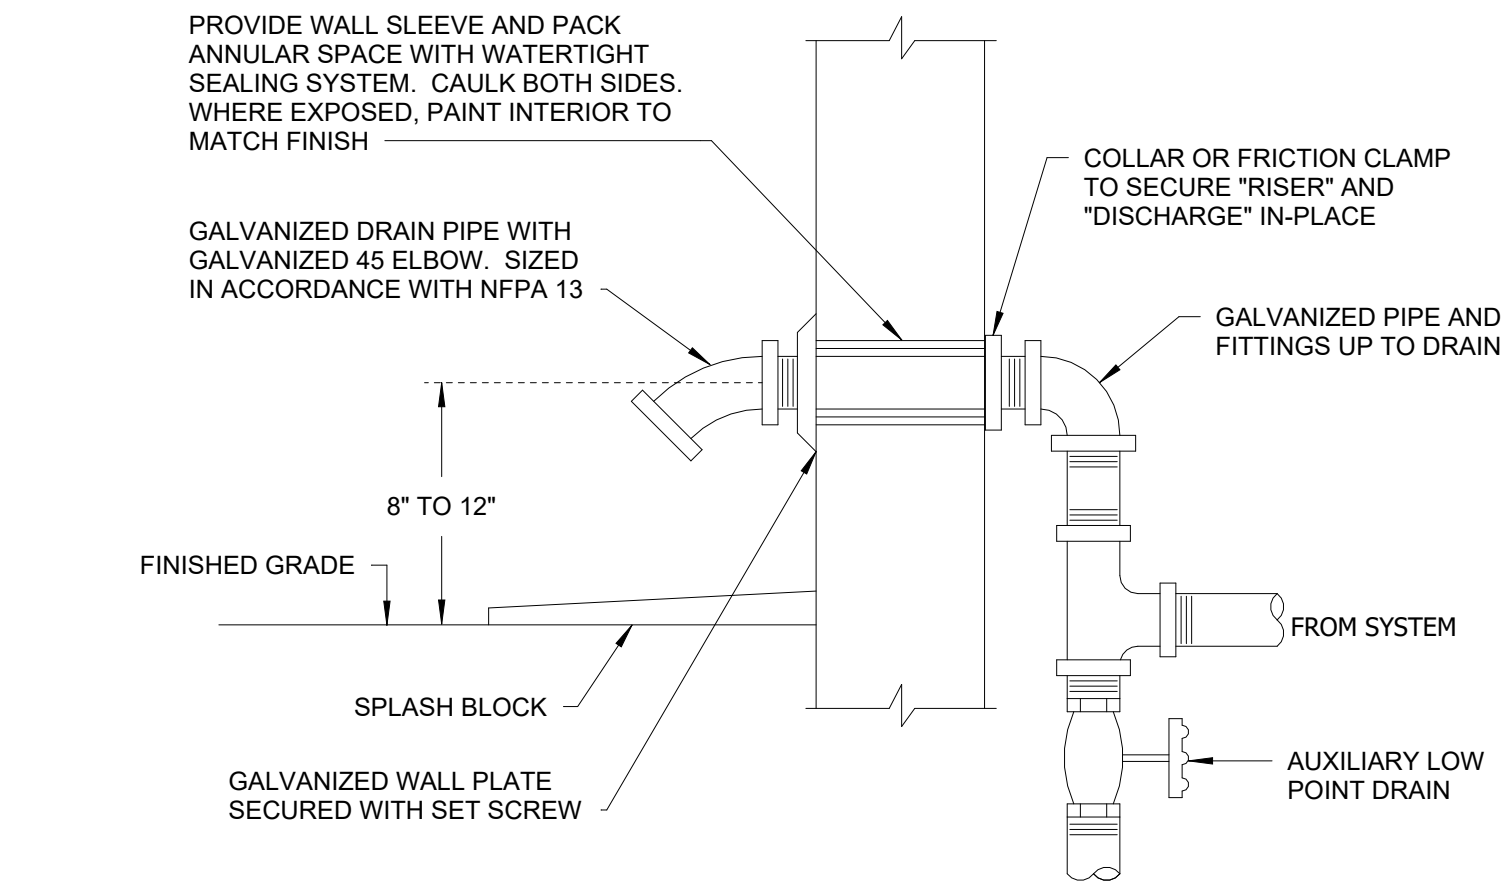 PROVIDE WALL SLEEVE AND PACK
ANNULAR SPACE WITH WATERTIGHT
SEALING SYSTEM.  CAULK BOTH SIDES.
WHERE EXPOSED, PAINT INTERIOR TO
MATCH FINISH
COLLAR OR FRICTION CLAMP
TO SECURE "RISER" AND
"DISCHARGE" IN-PLACE
GALVANIZED DRAIN PIPE WITH
GALVANIZED 45 ELBOW.  SIZED
IN ACCORDANCE WITH NFPA 13
GALVANIZED PIPE AND
FITTINGS UP TO DRAIN
8" TO 12"
FINISHED GRADE
FROM SYSTEM
SPLASH BLOCK
GALVANIZED WALL PLATE
SECURED WITH SET SCREW
AUXILIARY LOW
POINT DRAIN